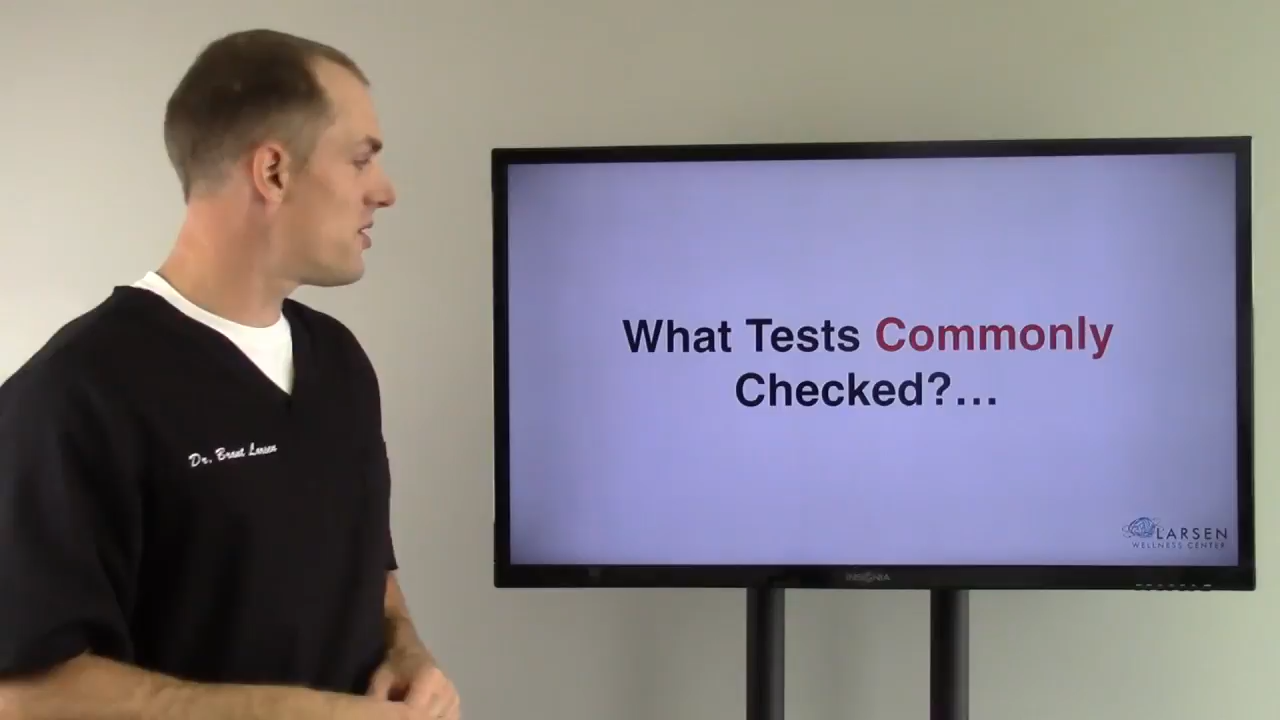 What Tests Commonly
Checked?...
Dr. Brant Larsen
LARSEN
WELLNESS CENTER
INSIGNIA